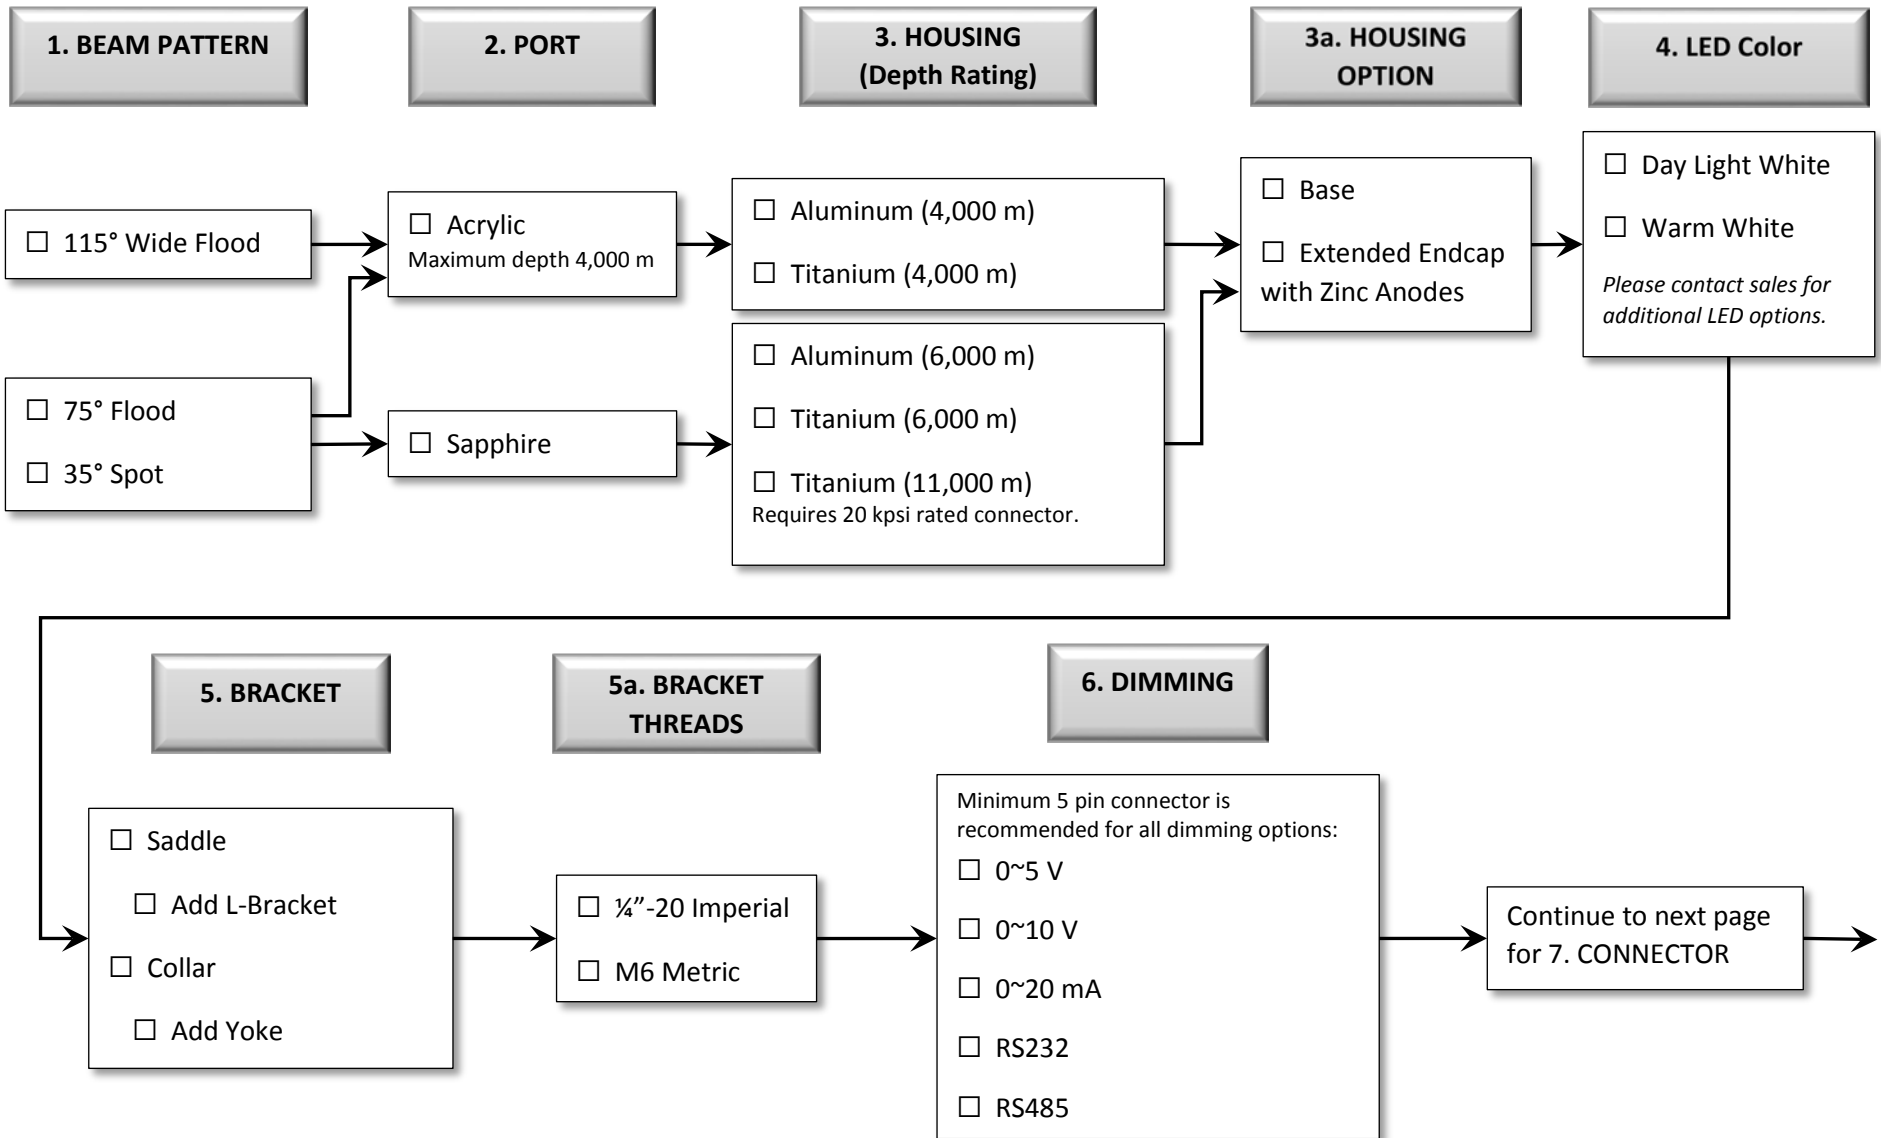 1. BEAM PATTERN
2. PORT
3. HOUSING
(Depth Rating)
3a. HOUSING
OPTION
4. LED Color
☐ 115° Wide Flood
☐ 75° Flood
☐ 35° Spot
☐ Acrylic
Maximum depth 4,000 m
☐ Sapphire
☐ Aluminum (4,000 m)
☐ Titanium (4,000 m)
☐ Aluminum (6,000 m)
☐ Titanium (6,000 m)
☐ Titanium (11,000 m)
Requires 20 kpsi rated connector.
☐ Base
☐ Extended Endcap
with Zinc Anodes
☐ Day Light White
☐ Warm White
Please contact sales for
additional LED options.
5. BRACKET
5a. BRACKET
THREADS
6. DIMMING
☐ Saddle
☐ Add L-Bracket
☐ Collar
☐ Add Yoke
☐ ¼”-20 Imperial
☐ M6 Metric
Minimum 5 pin connector is
recommended for all dimming options:
☐ 0~5 V
☐ 0~10 V
☐ 0~20 mA
☐ RS232
☐ RS485
Continue to next page
for 7. CONNECTOR